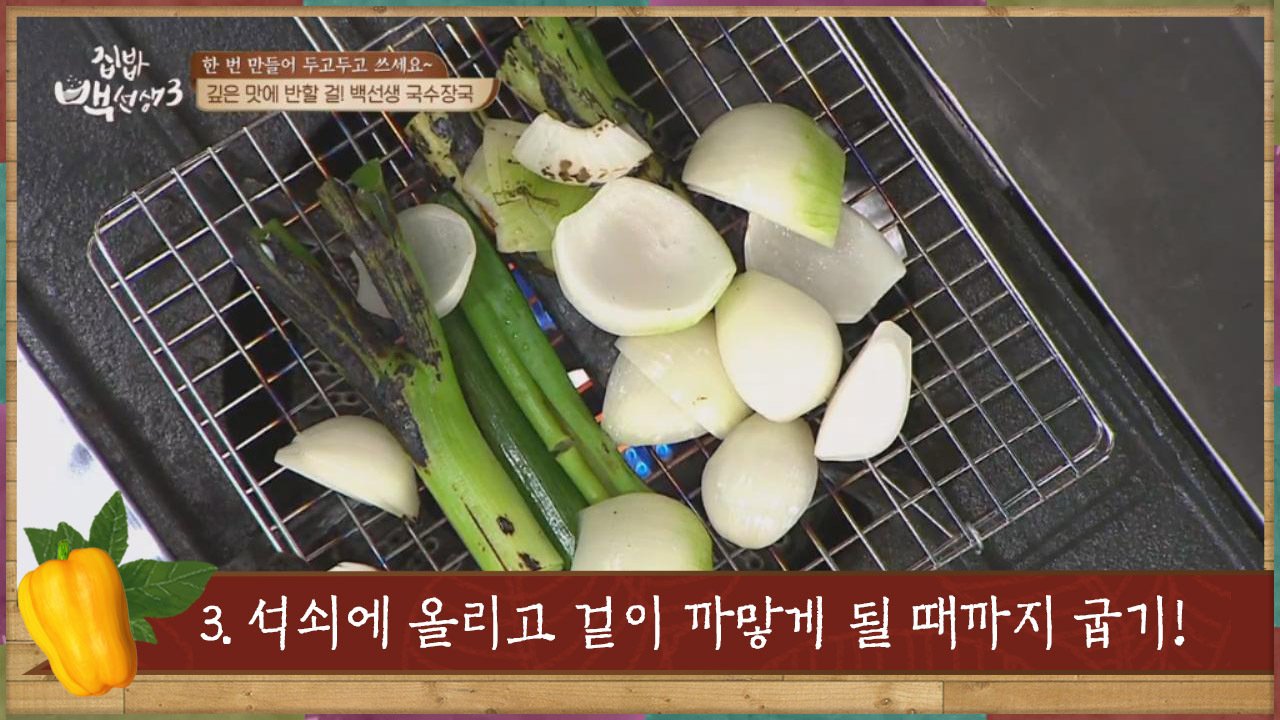 집밥
백선생3
한 번 만들어 두고두고 쓰세요~
깊은 맛에 반할 걸! 백선생 국수장국
3. 석쇠에 올리고 겉이 까맣게 될 때까지 굽기!